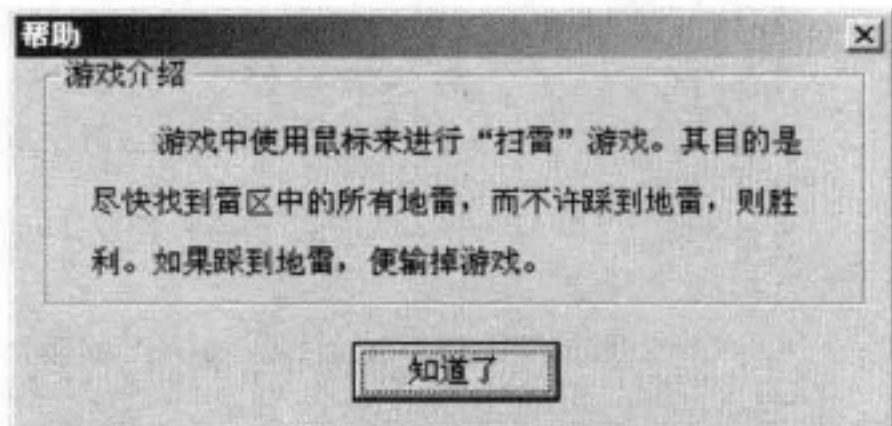 帮助
游戏介绍
游戏中使用鼠标来进行“扫雷”游戏。其目的是
尽快找到雷区中的所有地雷，而不许踩到地雷，则胜
利。如果踩到地雷，便输掉游戏。
知道了